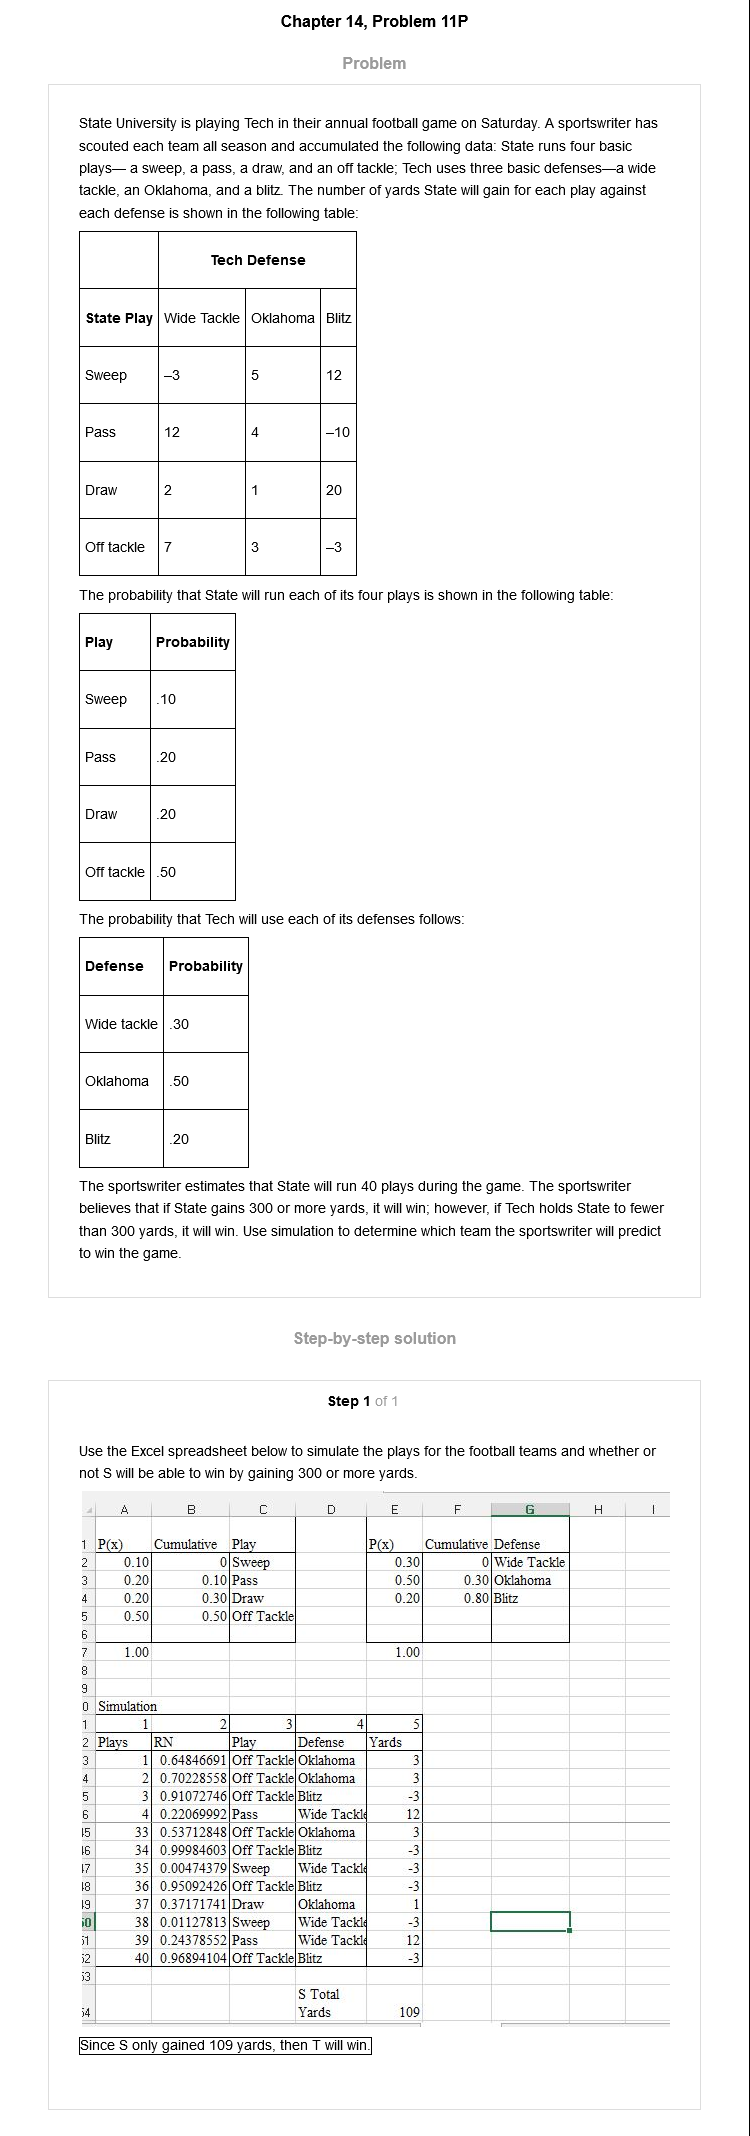 Chapter 14, Problem 11P
Problem
State University is playing Tech in their annual football game on Saturday. A sportswriter has
scouted each team all season and accumulated the following data: State runs four basic
plays— a sweep, a pass, a draw, and an off tackle; Tech uses three basic defenses—a wide
tackle, an Oklahoma, and a blitz. The number of yards State will gain for each play against
each defense is shown in the following table:
Tech Defense
State Play Wide Tackle Oklahoma Blitz
Sweep –3 5 12
Pass 12 4 –10
Draw 2 1 20
Off tackle 7 3 –3
The probability that State will run each of its four plays is shown in the following table:
Play Probability
Sweep .10
Pass .20
Draw .20
Off tackle .50
The probability that Tech will use each of its defenses follows:
Defense Probability
Wide tackle .30
Oklahoma .50
Blitz .20
The sportswriter estimates that State will run 40 plays during the game. The sportswriter
believes that if State gains 300 or more yards, it will win; however, if Tech holds State to fewer
than 300 yards, it will win. Use simulation to determine which team the sportswriter will predict
to win the game.
Step-by-step solution
Step 1 of 1
Use the Excel spreadsheet below to simulate the plays for the football teams and whether or
not S will be able to win by gaining 300 or more yards.
A B C D E F G H I
1 P(x) Cumulative Play P(x) Cumulative Defense
2 0.10 0 Sweep 0.30 0 Wide Tackle
3 0.20 0.10 Pass 0.50 0.30 Oklahoma
4 0.20 0.30 Draw 0.20 0.80 Blitz
5 0.50 0.50 Off Tackle
6
7 1.00 1.00
8
9
0 Simulation
1 1 2 3 4 5
2 Plays RN Play Defense Yards
3 1 0.64846691 Off Tackle Oklahoma 3
4 2 0.70228558 Off Tackle Oklahoma 3
5 3 0.91072746 Off Tackle Blitz -3
6 4 0.22069992 Pass Wide Tackle 12
45 33 0.53712848 Off Tackle Oklahoma 3
46 34 0.99984603 Off Tackle Blitz -3
47 35 0.00474379 Sweep Wide Tackle -3
48 36 0.95092426 Off Tackle Blitz -3
49 37 0.37171741 Draw Oklahoma 1
50 38 0.01127813 Sweep Wide Tackle -3
51 39 0.24378552 Pass Wide Tackle 12
52 40 0.96894104 Off Tackle Blitz -3
53
S Total
54 Yards 109
Since S only gained 109 yards, then T will win.